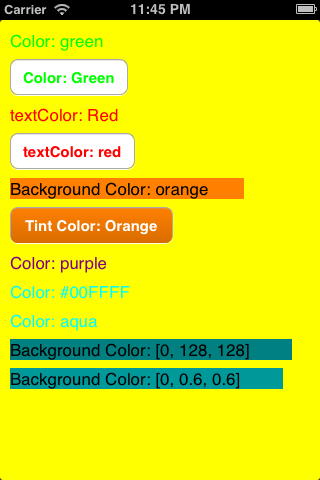 Carrier 11:45 PM
Color: green
Color: Green
textColor: Red
textColor: red
Background Color: orange
Tint Color: Orange
Color: purple
Color: #00FFFF
Color: aqua
Background Color: [0, 128, 128]
Background Color: [0, 0.6, 0.6]